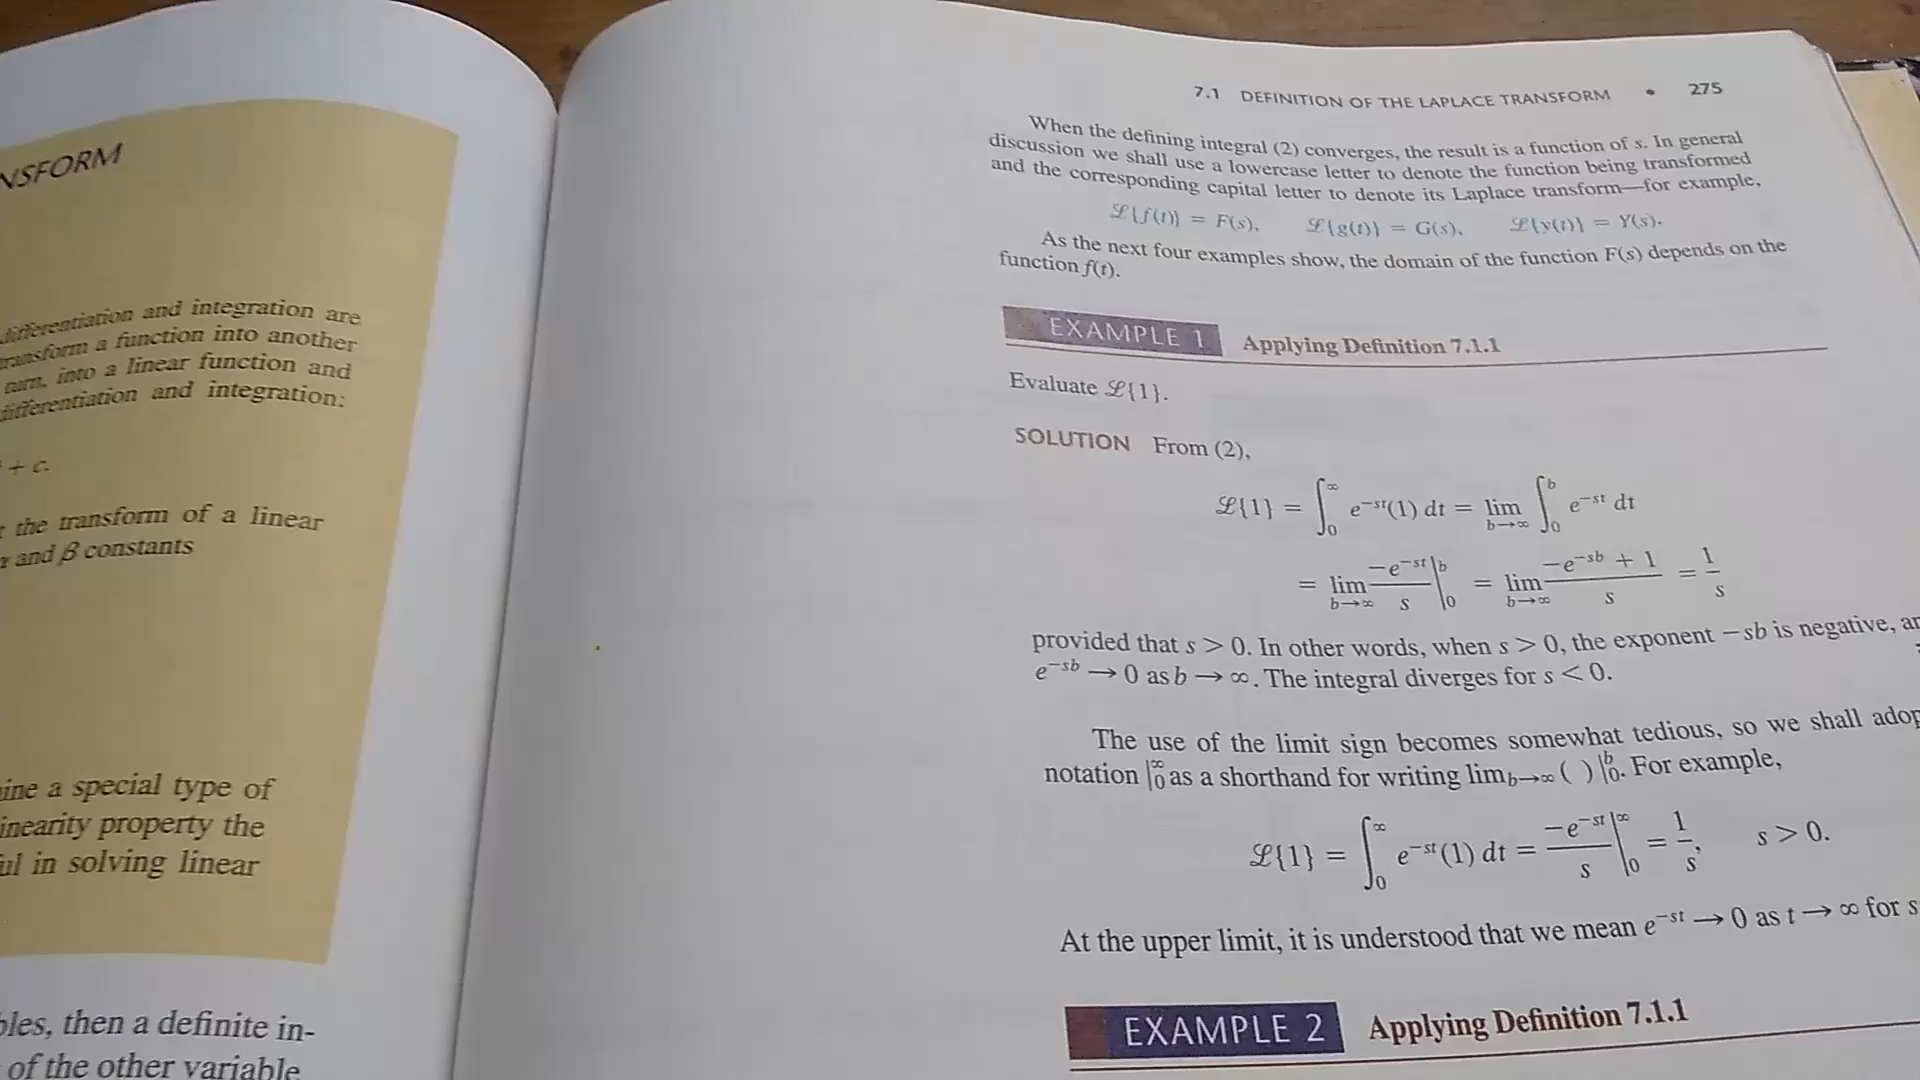 NSFORM
differentiation and integration are
transform a function into another
turn, into a linear function and
differentiation and integration:
+ c.
the transform of a linear
and β constants
ine a special type of
inearity property the
ul in solving linear
bles, then a definite in-
of the other variable
7.1 DEFINITION OF THE LAPLACE TRANSFORM • 275
When the defining integral (2) converges, the result is a function of s. In general
discussion we shall use a lowercase letter to denote the function being transformed
and the corresponding capital letter to denote its Laplace transform—for example,
ℒ{f(t)} = F(s), ℒ{g(t)} = G(s), ℒ{y(t)} = Y(s).
As the next four examples show, the domain of the function F(s) depends on the
function f(t).
EXAMPLE 1 Applying Definition 7.1.1
Evaluate ℒ{1}.
SOLUTION From (2),
ℒ{1} = ∫₀^∞ e^−st(1) dt = lim b→∞ ∫₀^b e^−st dt
= lim b→∞ −e^−st/s |₀^b = lim b→∞ (−e^−sb + 1)/s = 1/s
provided that s > 0. In other words, when s > 0, the exponent −sb is negative, an
e^−sb → 0 as b → ∞. The integral diverges for s < 0.
The use of the limit sign becomes somewhat tedious, so we shall adop
notation |₀^∞ as a shorthand for writing lim b→∞ ( )|₀^b. For example,
ℒ{1} = ∫₀^∞ e^−st(1) dt = −e^−st/s |₀^∞ = 1/s, s > 0.
At the upper limit, it is understood that we mean e^−st → 0 as t → ∞ for s
EXAMPLE 2 Applying Definition 7.1.1